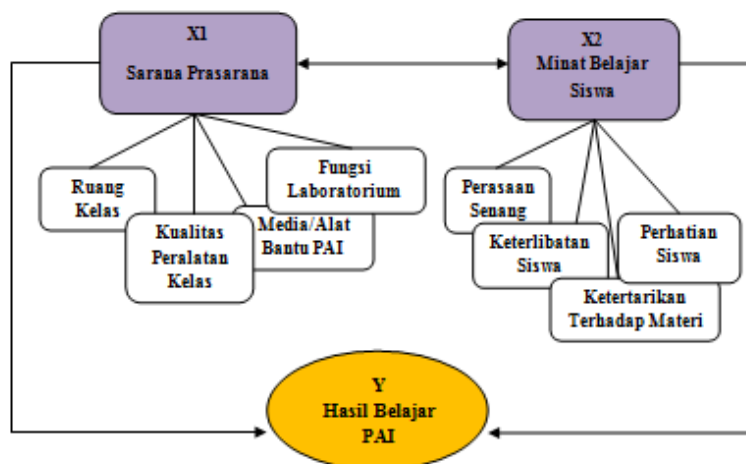 X1
Sarana Prasarana
X2
Minat Belajar
Siswa
Ruang
Kelas
Kualitas
Peralatan
Kelas
Media/Alat
Bantu PAI
Fungsi
Laboratorium
Perasaan
Senang
Keterlibatan
Siswa
Ketertarikan
Terhadap Materi
Perhatian
Siswa
Y
Hasil Belajar
PAI